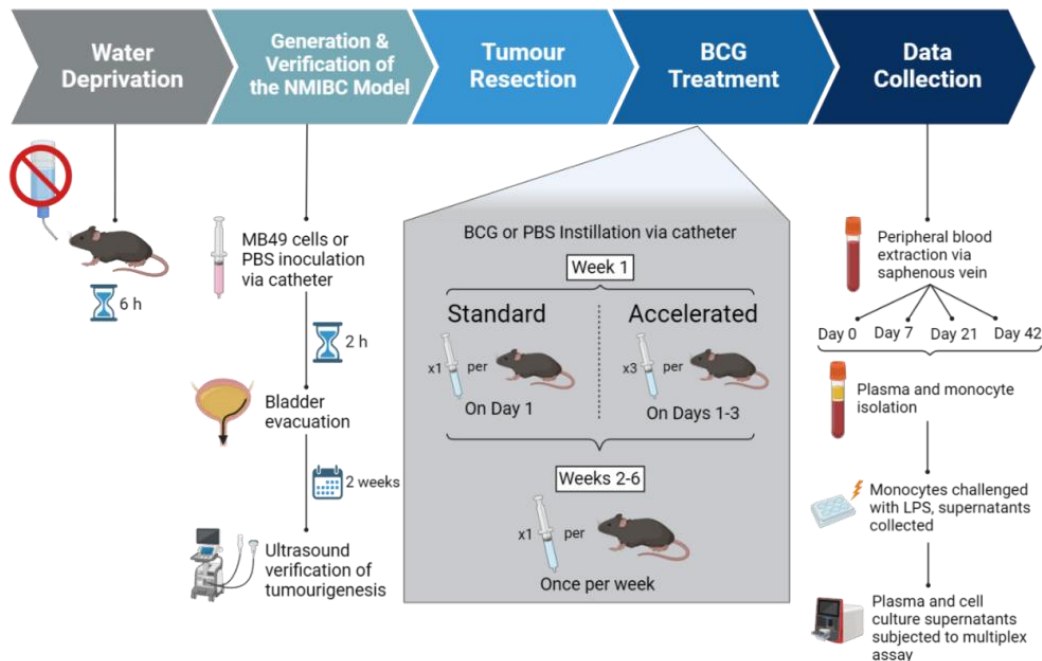 Water
Deprivation
Generation &
Verification of
the NMIBC Model
Tumour
Resection
BCG
Treatment
Data
Collection
6 h
MB49 cells or
PBS inoculation
via catheter
2 h
Bladder
evacuation
2 weeks
Ultrasound
verification of
tumourigenesis
BCG or PBS Instillation via catheter
Week 1
Standard
x1 per
On Day 1
Accelerated
x3 per
On Days 1-3
Weeks 2-6
x1 per
Once per week
Peripheral blood
extraction via
saphenous vein
Day 0 Day 7 Day 21 Day 42
Plasma and monocyte
isolation
Monocytes challenged
with LPS, supernatants
collected
Plasma and cell
culture supernatants
subjected to multiplex
assay